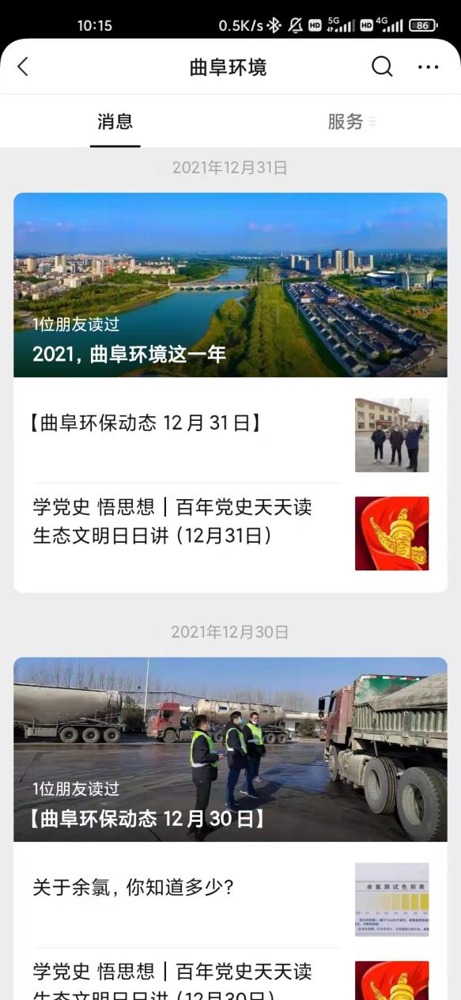 10:15
0.5K/s
HD
5G
HD
4G
86
曲阜环境
消息
服务
2021年12月31日
1位朋友读过
2021，曲阜环境这一年
【曲阜环保动态 12 月 31 日】
学党史 悟思想｜百年党史天天读
生态文明日日讲（12月31日）
2021年12月30日
1位朋友读过
【曲阜环保动态 12 月 30 日】
关于余氯，你知道多少?
余氯测试色别表
学党史 悟思想｜百年党史天天读
生态文明日日讲（12月30日）